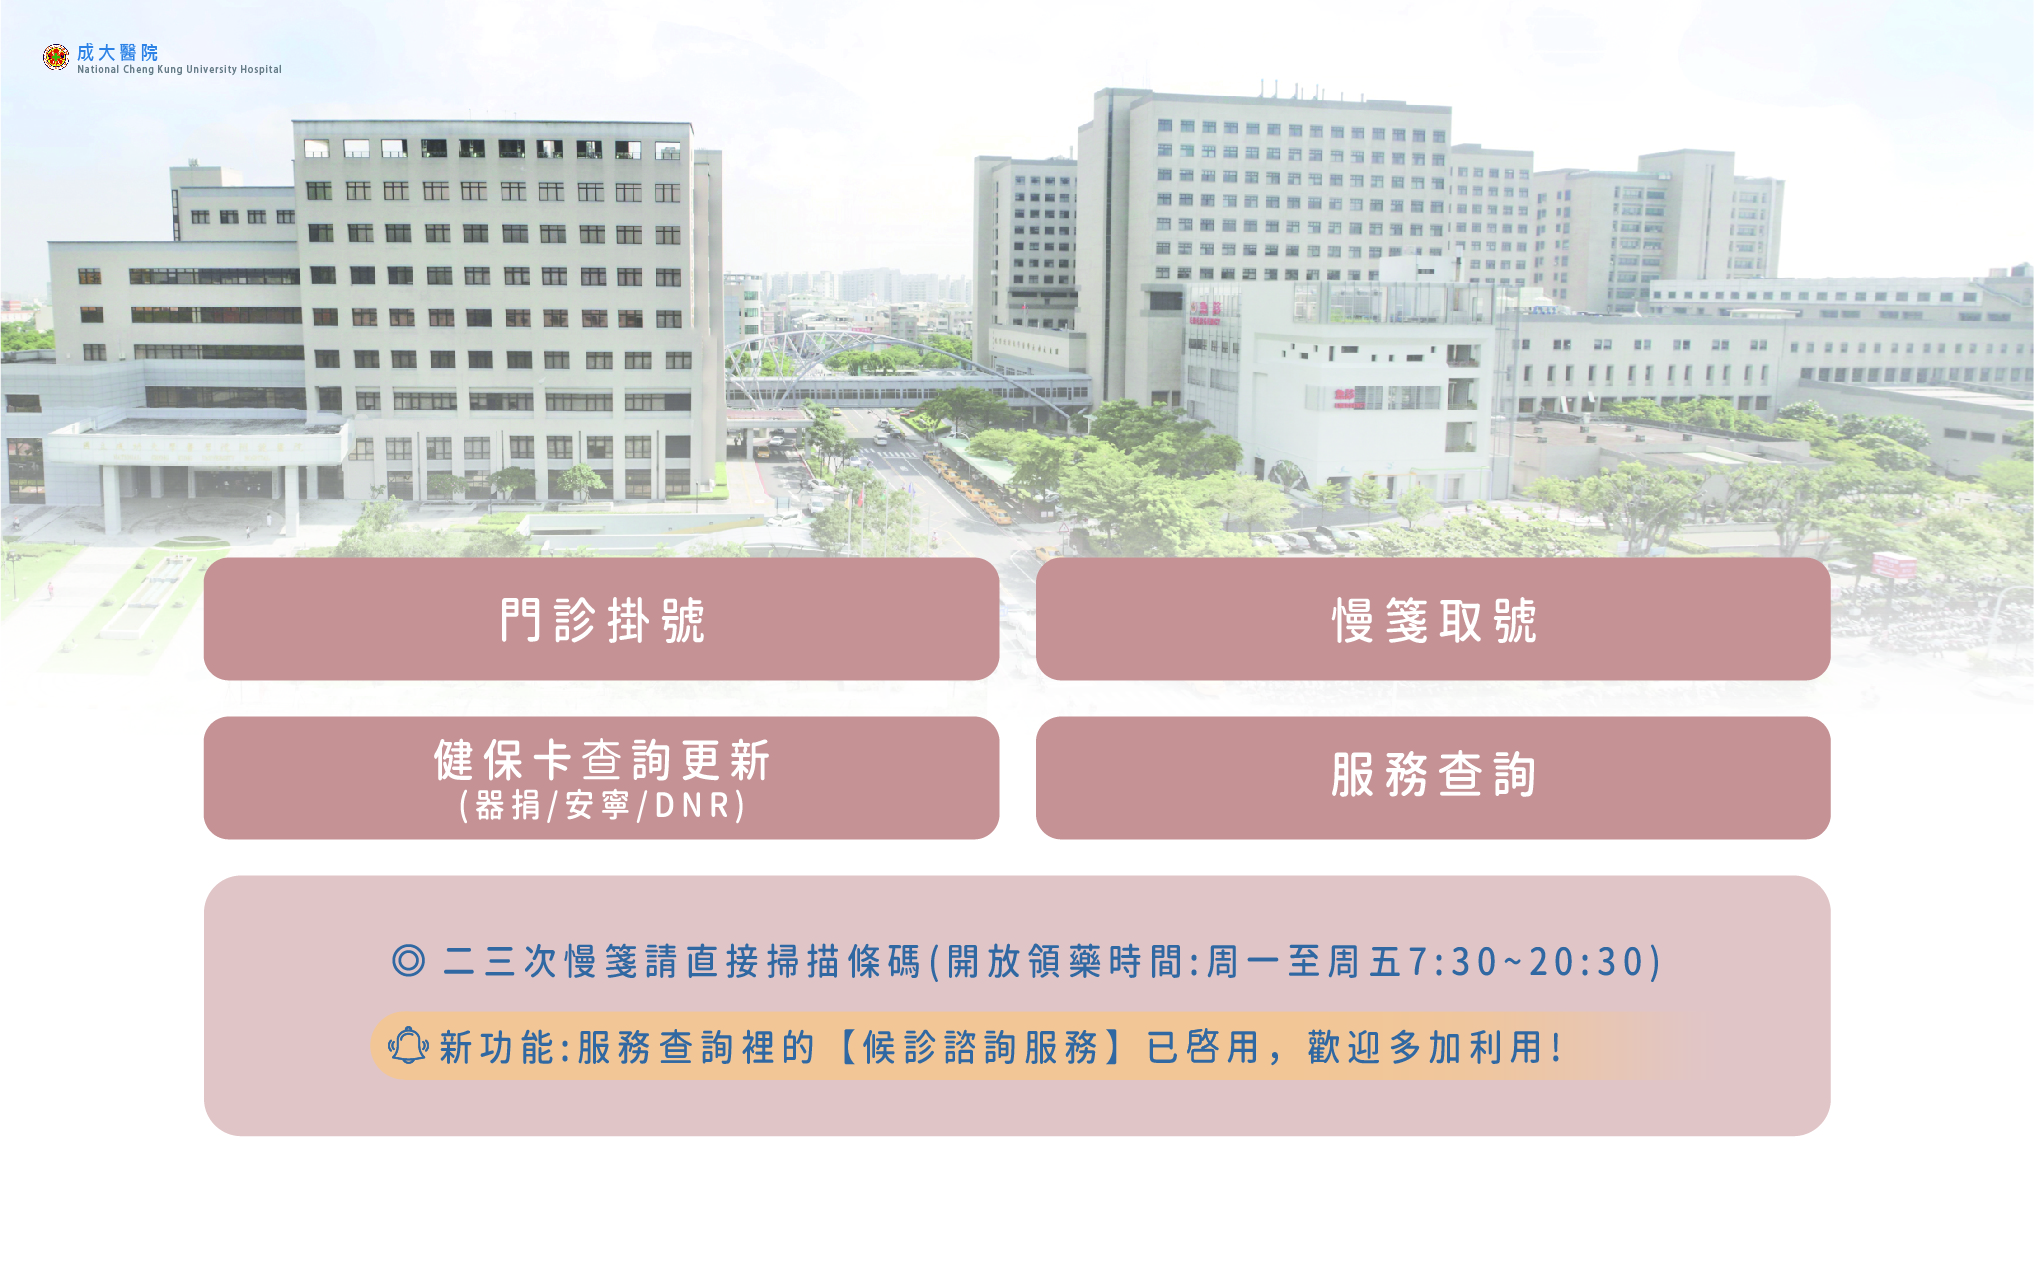 成大醫院
National Cheng Kung University Hospital
門診掛號
慢箋取號
健保卡查詢更新
(器捐/安寧/DNR)
服務查詢
◎ 二三次慢箋請直接掃描條碼(開放領藥時間:周一至周五7:30~20:30)
新功能:服務查詢裡的【候診諮詢服務】已啓用，歡迎多加利用!